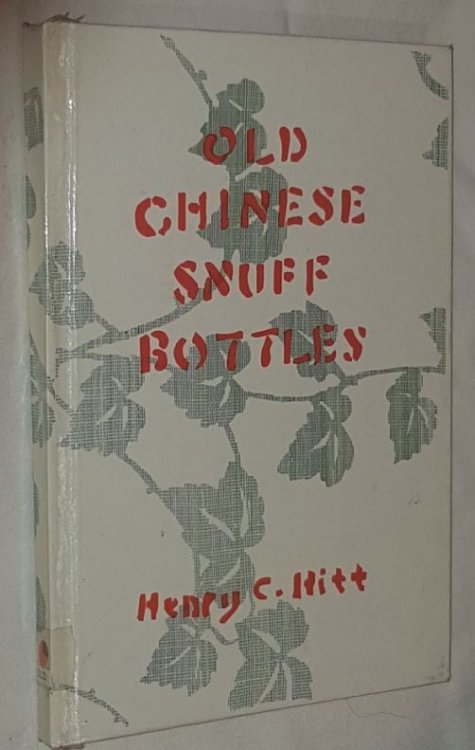 OLD
CHINESE
SNUFF
BOTTLES
Henry C. Hitt